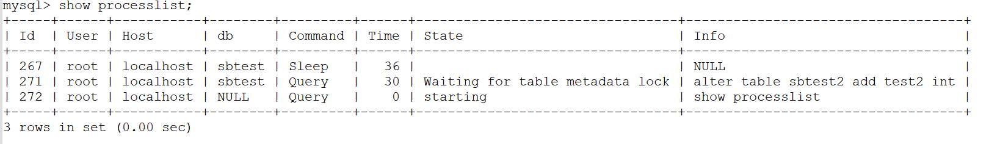 mysql> show processlist;
+-----+------+-----------+--------+---------+------+---------------------------------+-----------------------------------+
| Id  | User | Host      | db     | Command | Time | State                           | Info                              |
+-----+------+-----------+--------+---------+------+---------------------------------+-----------------------------------+
| 267 | root | localhost | sbtest | Sleep   |   36 |                                 | NULL                              |
| 271 | root | localhost | sbtest | Query   |   30 | Waiting for table metadata lock | alter table sbtest2 add test2 int |
| 272 | root | localhost | NULL   | Query   |    0 | starting                        | show processlist                  |
+-----+------+-----------+--------+---------+------+---------------------------------+-----------------------------------+
3 rows in set (0.00 sec)